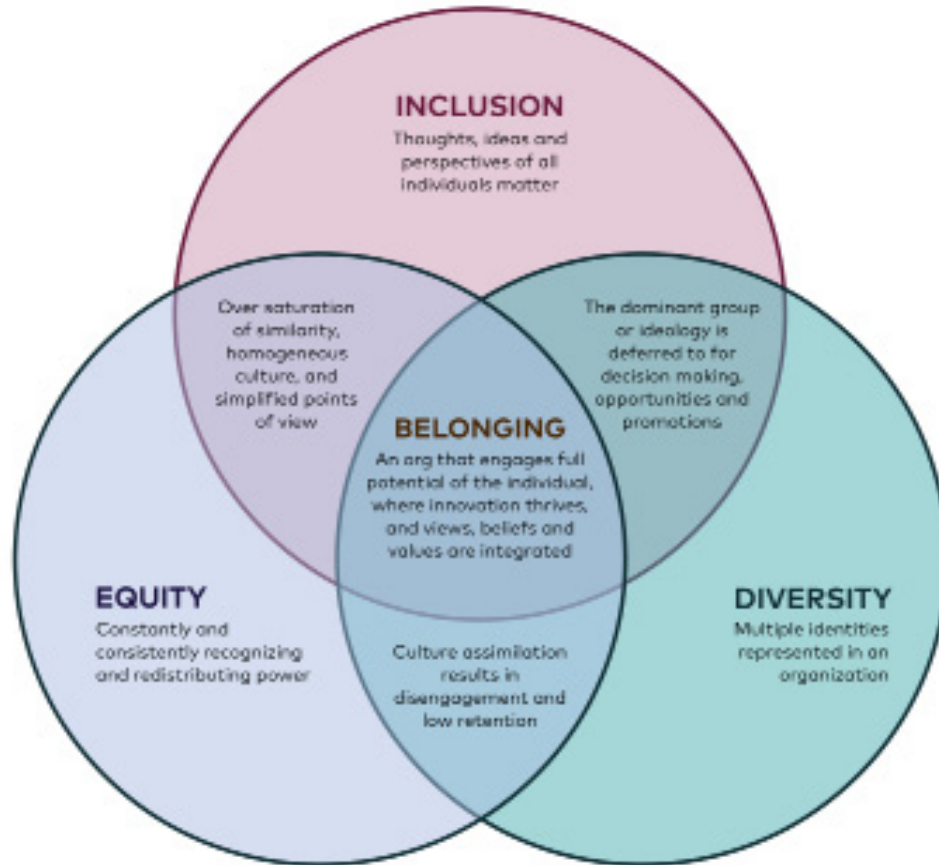 INCLUSION
Thoughts, ideas and
perspectives of all
individuals matter
Over saturation
of similarity,
homogeneous
culture, and
simplified points
of view
The dominant group
or ideology is
deferred to for
decision making,
opportunities and
promotions
BELONGING
An org that engages full
potential of the individual,
where innovation thrives,
and views, beliefs and
values are integrated
EQUITY
Constantly and
consistently recognizing
and redistributing power
DIVERSITY
Multiple identities
represented in an
organization
Culture assimilation
results in
disengagement and
low retention